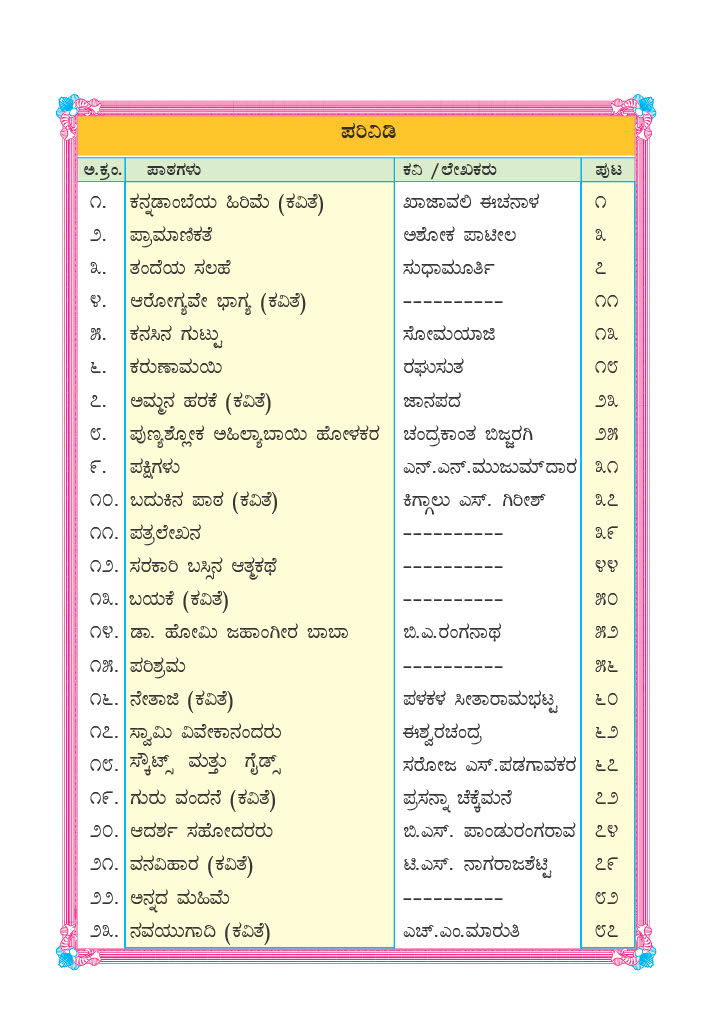 ಪರಿವಿಡಿ
ಅ.ಕ್ರಂ. ಪಾಠಗಳು ಕವಿ /ಲೇಖಕರು ಪುಟ
೧. ಕನ್ನಡಾಂಬೆಯ ಹಿರಿಮೆ (ಕವಿತೆ) ಖಾಜಾವಲಿ ಈಚನಾಳ ೧
೨. ಪ್ರಾಮಾಣಿಕತೆ ಅಶೋಕ ಪಾಟೀಲ ೩
೩. ತಂದೆಯ ಸಲಹೆ ಸುಧಾಮೂರ್ತಿ ೭
೪. ಆರೋಗ್ಯವೇ ಭಾಗ್ಯ (ಕವಿತೆ) ---------- ೧೧
೫. ಕನಸಿನ ಗುಟ್ಟು ಸೋಮಯಾಜಿ ೧೩
೬. ಕರುಣಾಮಯಿ ರಘುಸುತ ೧೮
೭. ಅಮ್ಮನ ಹರಕೆ (ಕವಿತೆ) ಜಾನಪದ ೨೩
೮. ಪುಣ್ಯಶ್ಲೋಕ ಅಹಿಲ್ಯಾಬಾಯಿ ಹೋಳಕರ ಚಂದ್ರಕಾಂತ ಬಿಜ್ಜರಗಿ ೨೫
೯. ಪಕ್ಷಿಗಳು ಎನ್.ಎನ್.ಮುಜುಮ್‌ದಾರ ೩೧
೧೦. ಬದುಕಿನ ಪಾಠ (ಕವಿತೆ) ಕಿಗ್ಗಾಲು ಎಸ್. ಗಿರೀಶ್ ೩೭
೧೧. ಪತ್ರಲೇಖನ ---------- ೩೯
೧೨. ಸರಕಾರಿ ಬಸ್ಸಿನ ಆತ್ಮಕಥೆ ---------- ೪೪
೧೩. ಬಯಕೆ (ಕವಿತೆ) ---------- ೫೦
೧೪. ಡಾ. ಹೋಮಿ ಜಹಾಂಗೀರ ಬಾಬಾ ಬಿ.ಎ.ರಂಗನಾಥ ೫೨
೧೫. ಪರಿಶ್ರಮ ---------- ೫೬
೧೬. ನೇತಾಜಿ (ಕವಿತೆ) ಪಳಕಳ ಸೀತಾರಾಮಭಟ್ಟ ೬೦
೧೭. ಸ್ವಾಮಿ ವಿವೇಕಾನಂದರು ಈಶ್ವರಚಂದ್ರ ೬೨
೧೮. ಸ್ಕೌಟ್ಸ್ ಮತ್ತು ಗೈಡ್ಸ್ ಸರೋಜ ಎಸ್.ಪಡಗಾವಕರ ೬೭
೧೯. ಗುರು ವಂದನೆ (ಕವಿತೆ) ಪ್ರಸನ್ನಾ ಚೆಕ್ಕೆಮನೆ ೭೨
೨೦. ಆದರ್ಶ ಸಹೋದರರು ಬಿ.ಎಸ್. ಪಾಂಡುರಂಗರಾವ ೭೪
೨೧. ವನವಿಹಾರ (ಕವಿತೆ) ಟಿ.ಎಸ್. ನಾಗರಾಜಶೆಟ್ಟಿ ೭೯
೨೨. ಅನ್ನದ ಮಹಿಮೆ ---------- ೮೨
೨೩. ನವಯುಗಾದಿ (ಕವಿತೆ) ಎಚ್.ಎಂ.ಮಾರುತಿ ೮೭